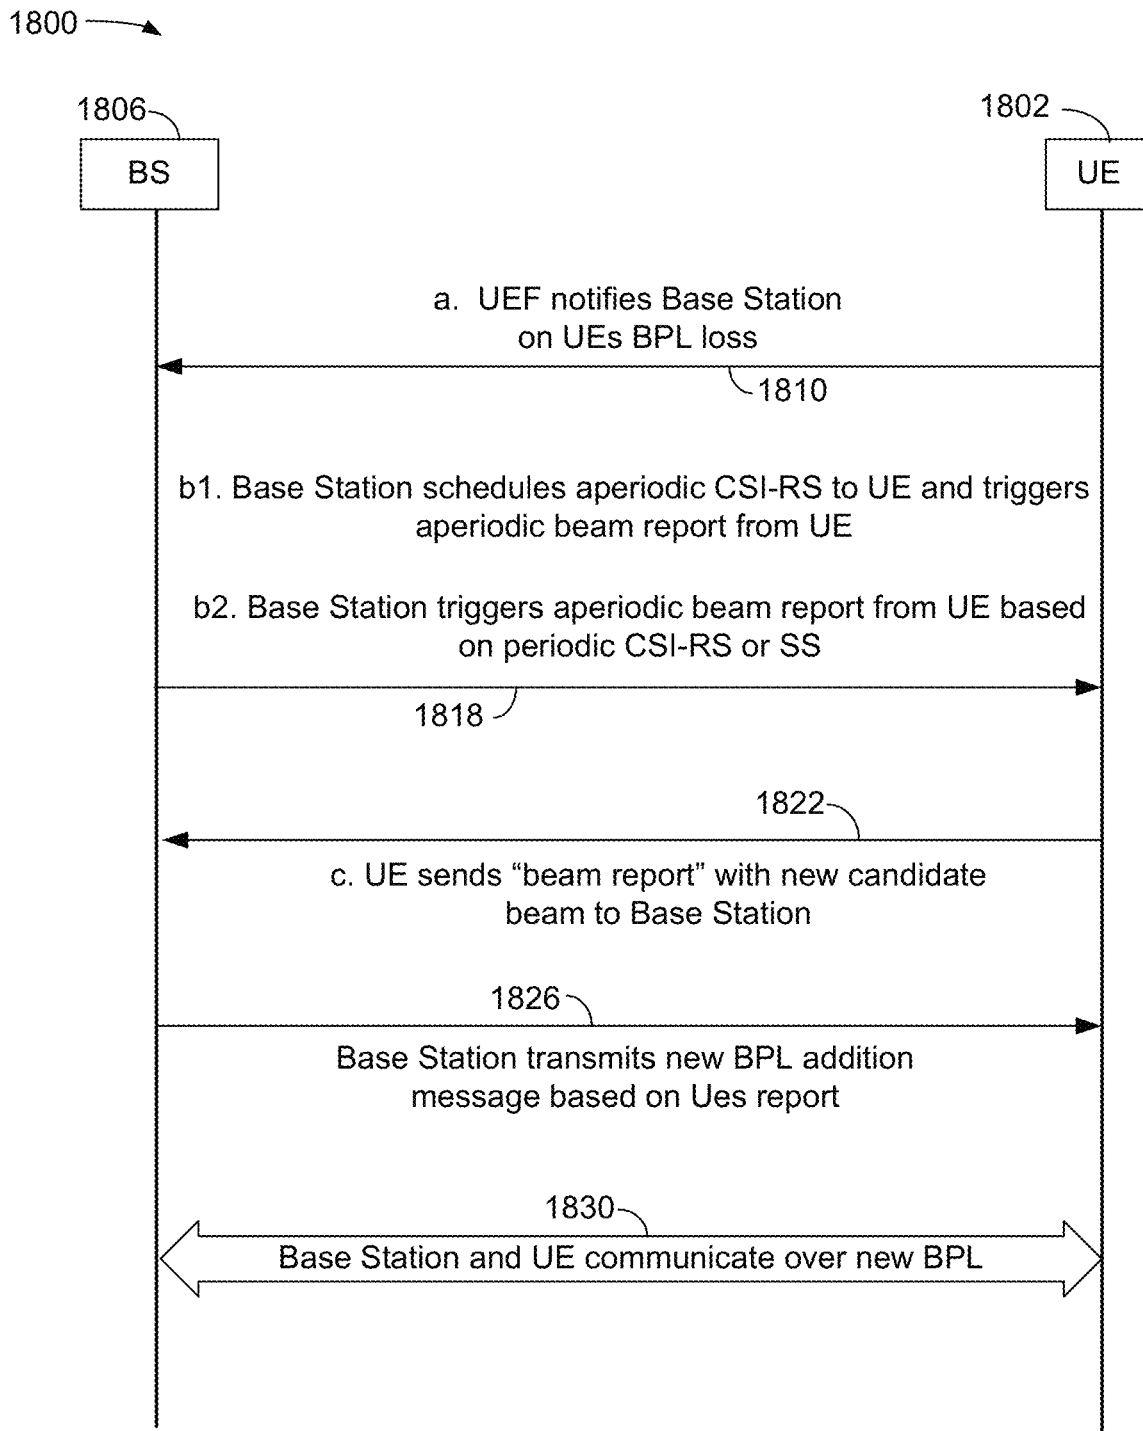 1800
1806
1802
BS
UE
a. UEF notifies Base Station
on UEs BPL loss
1810
b1. Base Station schedules aperiodic CSI-RS to UE and triggers
aperiodic beam report from UE
b2. Base Station triggers aperiodic beam report from UE based
on periodic CSI-RS or SS
1818
1822
c. UE sends “beam report” with new candidate
beam to Base Station
1826
Base Station transmits new BPL addition
message based on Ues report
1830
Base Station and UE communicate over new BPL